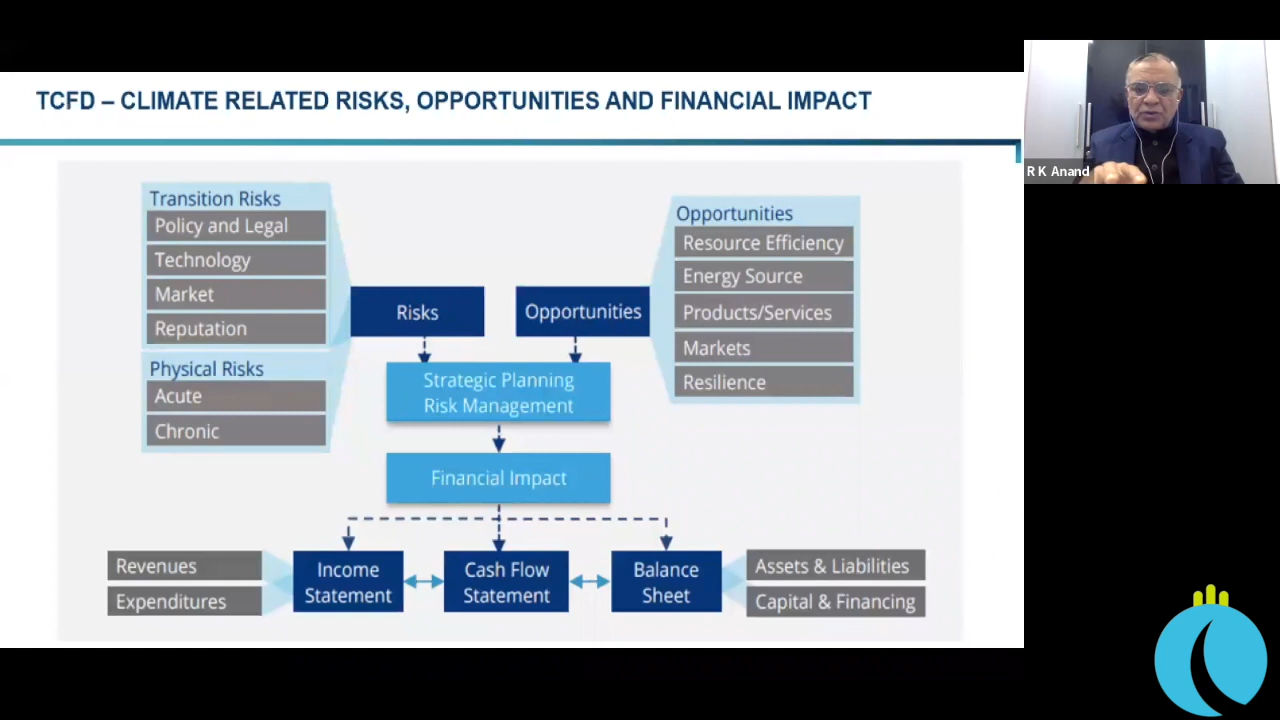 TCFD – CLIMATE RELATED RISKS, OPPORTUNITIES AND FINANCIAL IMPACT
R K Anand
Transition Risks
Policy and Legal
Technology
Market
Reputation
Physical Risks
Acute
Chronic
Risks
Opportunities
Opportunities
Resource Efficiency
Energy Source
Products/Services
Markets
Resilience
Strategic Planning
Risk Management
Financial Impact
Revenues
Expenditures
Income
Statement
Cash Flow
Statement
Balance
Sheet
Assets & Liabilities
Capital & Financing